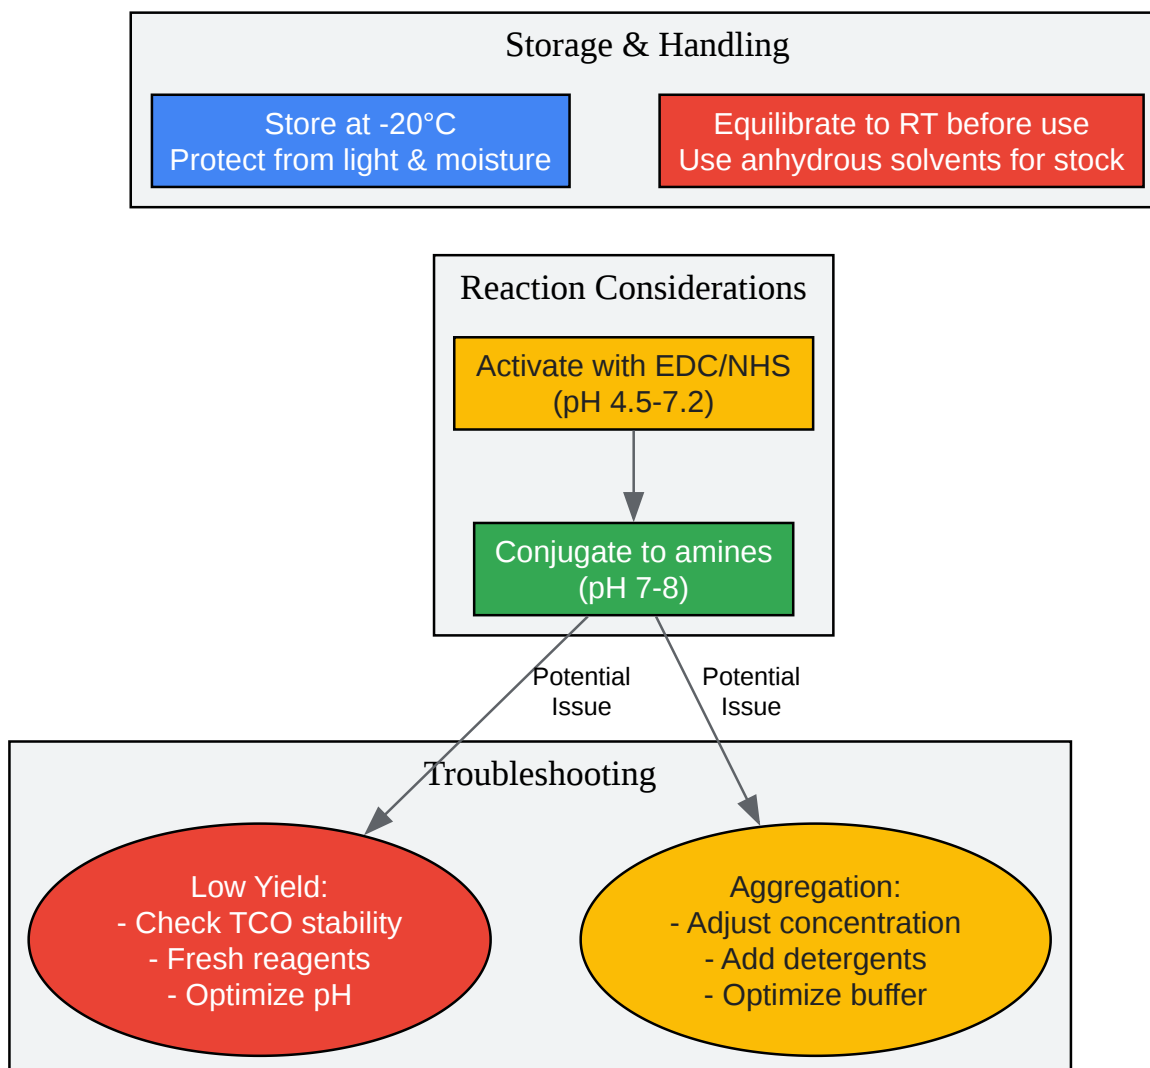 Storage & Handling
Store at -20°C
Protect from light & moisture
Equilibrate to RT before use
Use anhydrous solvents for stock
Reaction Considerations
Activate with EDC/NHS
(pH 4.5-7.2)
Conjugate to amines
(pH 7-8)
Potential
Issue
Potential
Issue
Troubleshooting
Low Yield:
- Check TCO stability
- Fresh reagents
- Optimize pH
Aggregation:
- Adjust concentration
- Add detergents
- Optimize buffer